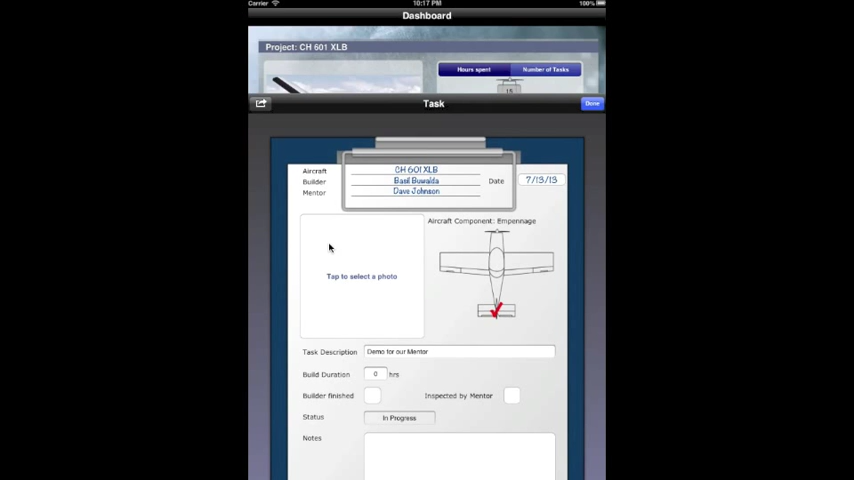 Carrier 10:17 PM 100%
Dashboard
Project: CH 601 XLB
Hours spent Number of Tasks
15
Task Done
Aircraft CH 601 XLB
Builder Basil Buwalda Date 7/13/13
Mentor Dave Johnson
Aircraft Component: Empennage
Tap to select a photo
Task Description Demo for our Mentor
Build Duration 0 hrs
Builder finished Inspected by Mentor
Status In Progress
Notes